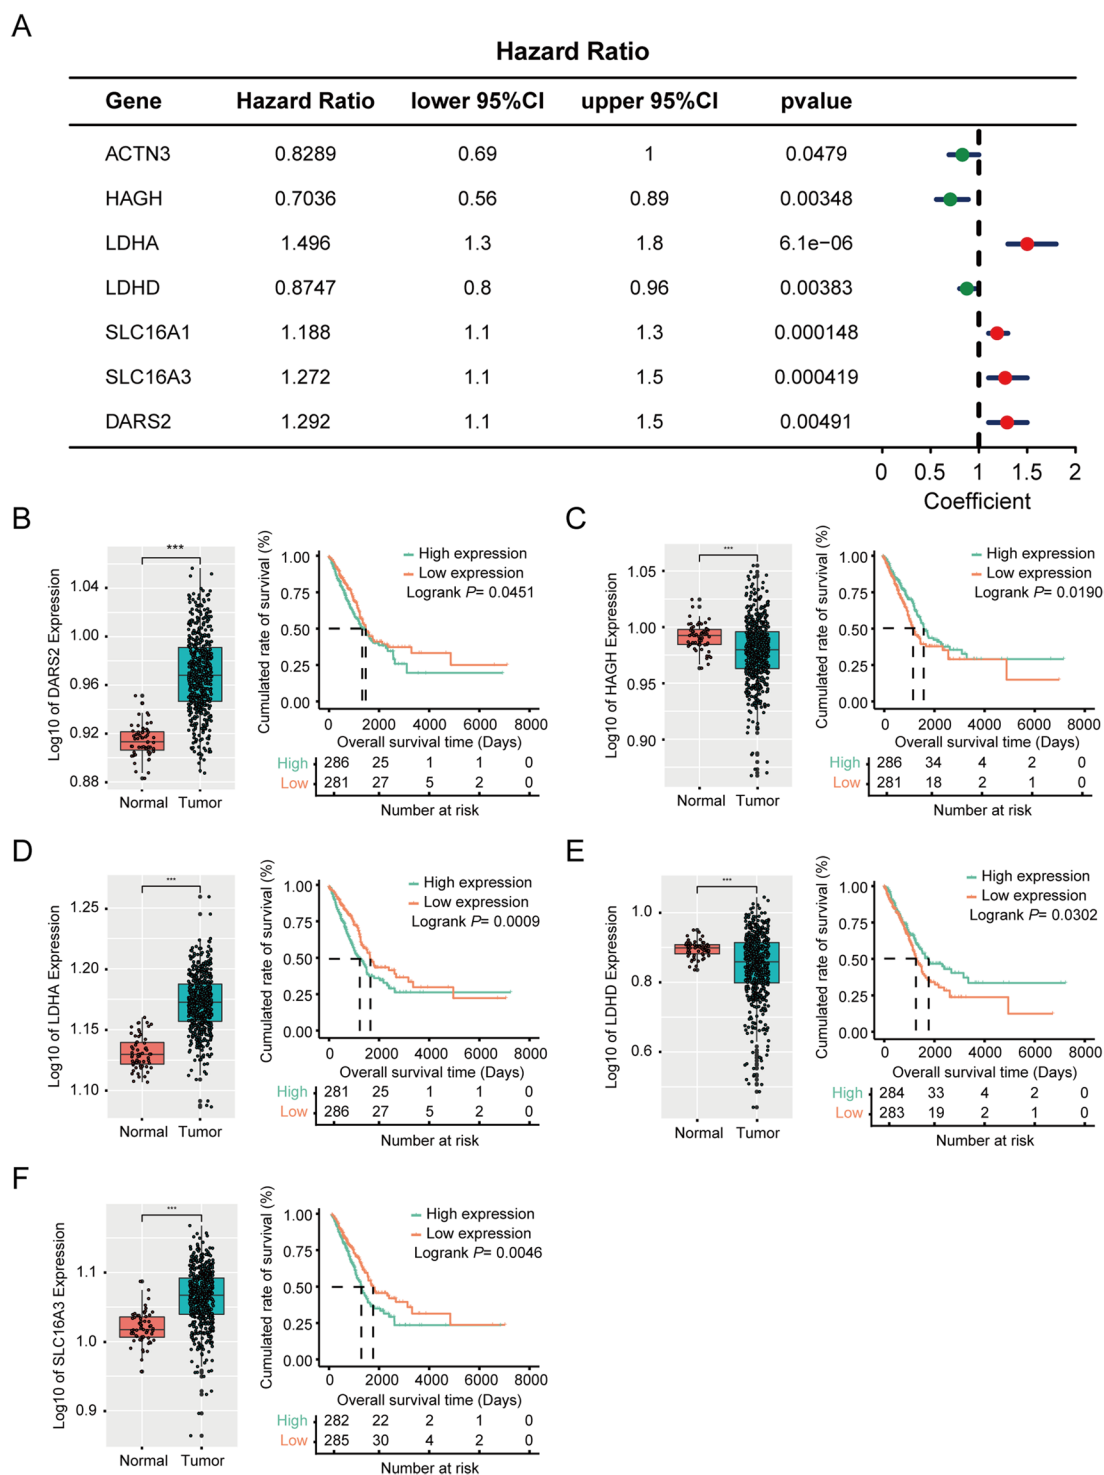 A
Hazard Ratio
Gene Hazard Ratio lower 95%CI upper 95%CI pvalue
ACTN3 0.8289 0.69 1 0.0479
HAGH 0.7036 0.56 0.89 0.00348
LDHA 1.496 1.3 1.8 6.1e−06
LDHD 0.8747 0.8 0.96 0.00383
SLC16A1 1.188 1.1 1.3 0.000148
SLC16A3 1.272 1.1 1.5 0.000419
DARS2 1.292 1.1 1.5 0.00491
0 0.5 1 1.5 2
Coefficient
B
Log10 of DARS2 Expression
1.04
1.00
0.96
0.92
0.88
***
Normal Tumor
Cumulated rate of survival (%)
1.00
0.75
0.50
0.25
0.00
High expression
Low expression
Logrank P= 0.0451
0 2000 4000 6000 8000
Overall survival time (Days)
High 286 25 1 1 0
Low 281 27 5 2 0
Number at risk
C
Log10 of HAGH Expression
1.05
1.00
0.95
0.90
***
Normal Tumor
Cumulated rate of survival (%)
1.00
0.75
0.50
0.25
0.00
High expression
Low expression
Logrank P= 0.0190
0 2000 4000 6000 8000
Overall survival time (Days)
High 286 34 4 2 0
Low 281 18 2 1 0
Number at risk
D
Log10 of LDHA Expression
1.25
1.20
1.15
1.10
***
Normal Tumor
Cumulated rate of survival (%)
1.00
0.75
0.50
0.25
0.00
High expression
Low expression
Logrank P= 0.0009
0 2000 4000 6000 8000
Overall survival time (Days)
High 281 25 1 1 0
Low 286 27 5 2 0
Number at risk
E
Log10 of LDHD Expression
1.0
0.8
0.6
***
Normal Tumor
Cumulated rate of survival (%)
1.00
0.75
0.50
0.25
0.00
High expression
Low expression
Logrank P= 0.0302
0 2000 4000 6000 8000
Overall survival time (Days)
High 284 33 4 2 0
Low 283 19 2 1 0
Number at risk
F
Log10 of SLC16A3 Expression
1.1
1.0
0.9
***
Normal Tumor
Cumulated rate of survival (%)
1.00
0.75
0.50
0.25
0.00
High expression
Low expression
Logrank P= 0.0046
0 2000 4000 6000 8000
Overall survival time (Days)
High 282 22 2 1 0
Low 285 30 4 2 0
Number at risk